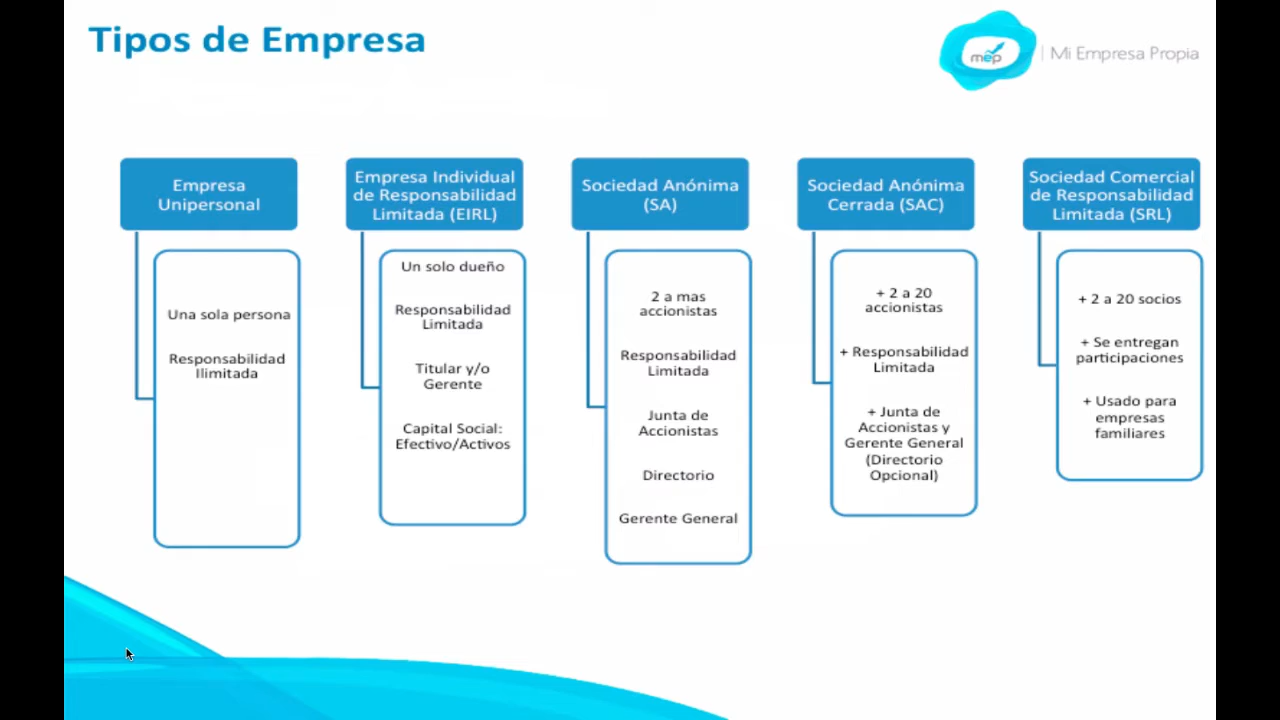 Tipos de Empresa
mep
Mi Empresa Propia
Empresa
Unipersonal
Una sola persona
Responsabilidad
Ilimitada
Empresa Individual
de Responsabilidad
Limitada (EIRL)
Un solo dueño
Responsabilidad
Limitada
Titular y/o
Gerente
Capital Social:
Efectivo/Activos
Sociedad Anónima
(SA)
2 a mas
accionistas
Responsabilidad
Limitada
Junta de
Accionistas
Directorio
Gerente General
Sociedad Anónima
Cerrada (SAC)
+ 2 a 20
accionistas
+ Responsabilidad
Limitada
+ Junta de
Accionistas y
Gerente General
(Directorio
Opcional)
Sociedad Comercial
de Responsabilidad
Limitada (SRL)
+ 2 a 20 socios
+ Se entregan
participaciones
+ Usado para
empresas
familiares